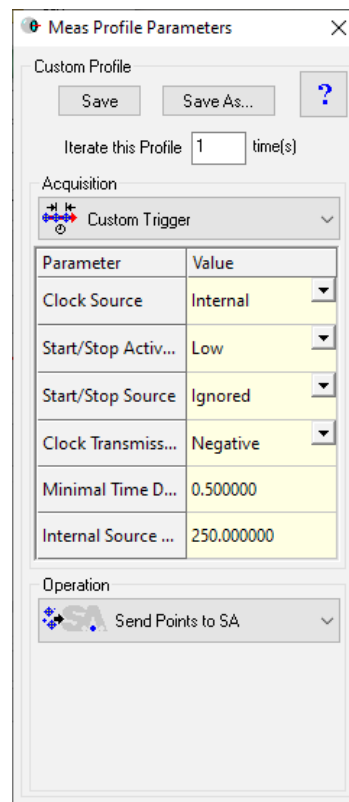 Meas Profile Parameters
Custom Profile
Save Save As... ?
Iterate this Profile 1 time(s)
Acquisition
Custom Trigger
Parameter Value
Clock Source Internal
Start/Stop Activ... Low
Start/Stop Source Ignored
Clock Transmiss... Negative
Minimal Time D... 0.500000
Internal Source ... 250.000000
Operation
SA Send Points to SA